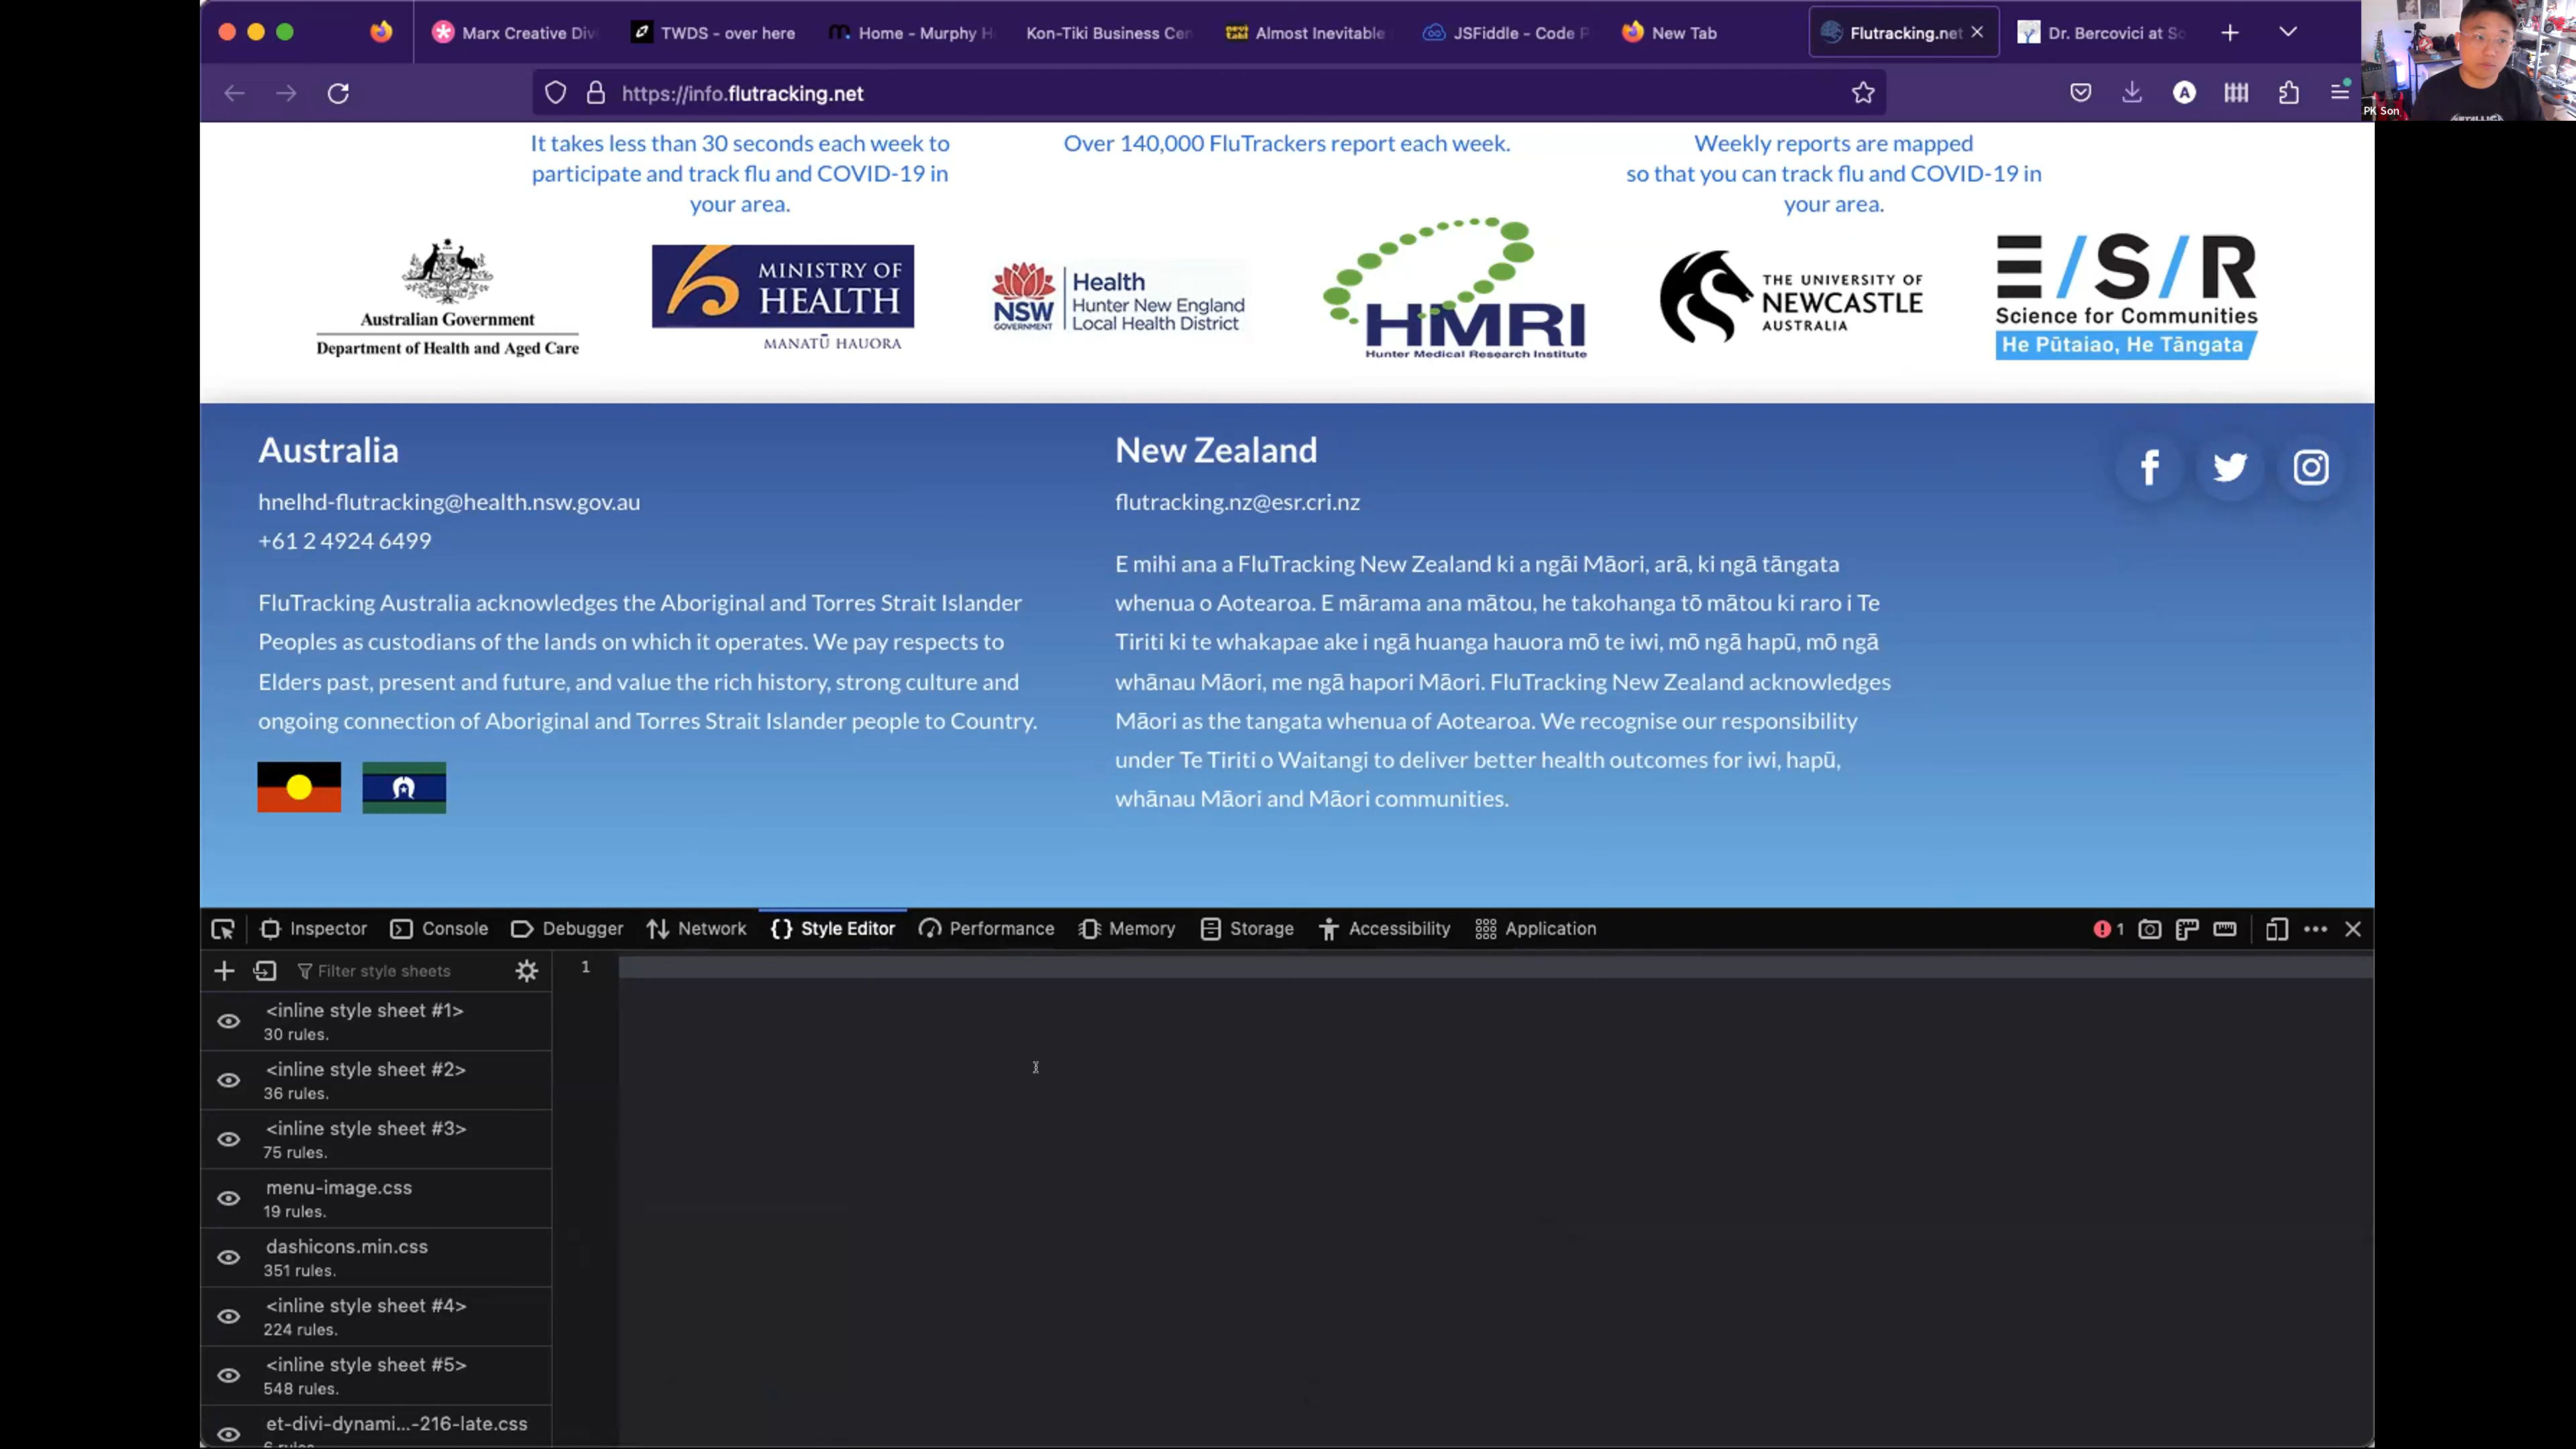 Marx Creative Div
TWDS - over here
Home - Murphy H
Kon-Tiki Business Cen
Almost Inevitable
JSFiddle - Code P
New Tab
Flutracking.net
Dr. Bercovici at So
https://info.flutracking.net
PK Son
It takes less than 30 seconds each week to
participate and track flu and COVID-19 in
your area.
Over 140,000 FluTrackers report each week.
Weekly reports are mapped
so that you can track flu and COVID-19 in
your area.
Australian Government
Department of Health and Aged Care
MINISTRY OF
HEALTH
MANATŪ HAUORA
NSW
GOVERNMENT
Health
Hunter New England
Local Health District
HMRI
Hunter Medical Research Institute
THE UNIVERSITY OF
NEWCASTLE
AUSTRALIA
E/S/R
Science for Communities
He Pūtaiao, He Tāngata
Australia
hnelhd-flutracking@health.nsw.gov.au
+61 2 4924 6499
FluTracking Australia acknowledges the Aboriginal and Torres Strait Islander
Peoples as custodians of the lands on which it operates. We pay respects to
Elders past, present and future, and value the rich history, strong culture and
ongoing connection of Aboriginal and Torres Strait Islander people to Country.
New Zealand
flutracking.nz@esr.cri.nz
E mihi ana a FluTracking New Zealand ki a ngāi Māori, arā, ki ngā tāngata
whenua o Aotearoa. E mārama ana mātou, he takohanga tō mātou ki raro i Te
Tiriti ki te whakapae ake i ngā huanga hauora mō te iwi, mō ngā hapū, mō ngā
whānau Māori, me ngā hapori Māori. FluTracking New Zealand acknowledges
Māori as the tangata whenua of Aotearoa. We recognise our responsibility
under Te Tiriti o Waitangi to deliver better health outcomes for iwi, hapū,
whānau Māori and Māori communities.
Inspector
Console
Debugger
Network
Style Editor
Performance
Memory
Storage
Accessibility
Application
1
Filter style sheets
1
<inline style sheet #1>
30 rules.
<inline style sheet #2>
36 rules.
<inline style sheet #3>
75 rules.
menu-image.css
19 rules.
dashicons.min.css
351 rules.
<inline style sheet #4>
224 rules.
<inline style sheet #5>
548 rules.
et-divi-dynami...-216-late.css